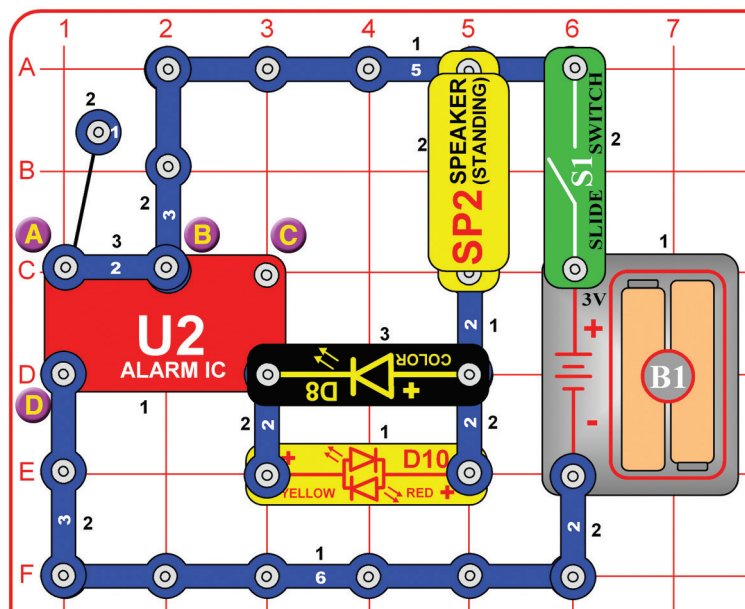 1 2 3 4 5 6 7
A
1
5
2
1
B
2
3
2
SPEAKER
(STANDING)
SP2
SLIDE SWITCH
S1
2
A
B
C
3
2
C
1
3V
+
-
B1
U2
ALARM IC
2
1
3
COLOR
D8
+
D
D
1
2
2
1
2
2
+
D10
YELLOW
RED +
E
3
2
1
6
2
2
F